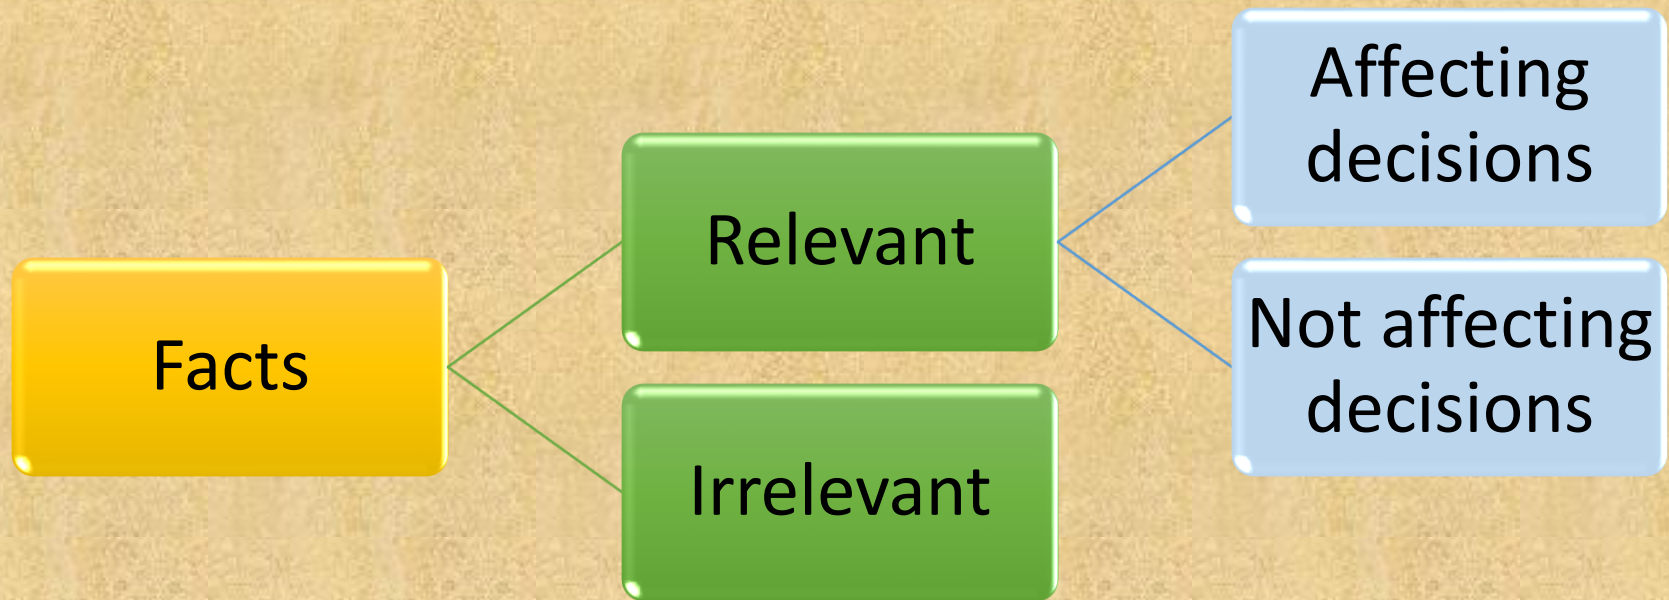 Facts
Relevant
Irrelevant
Affecting
decisions
Not affecting
decisions